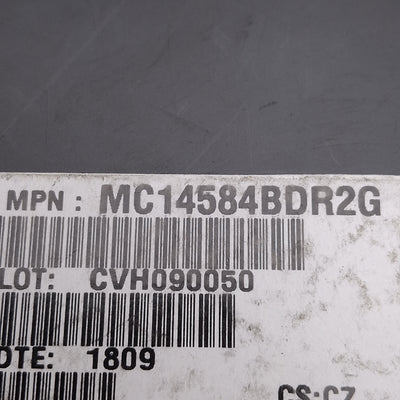 MPN : MC14584BDR2G
LOT: CVH090050
DTE: 1809
CS:CZ